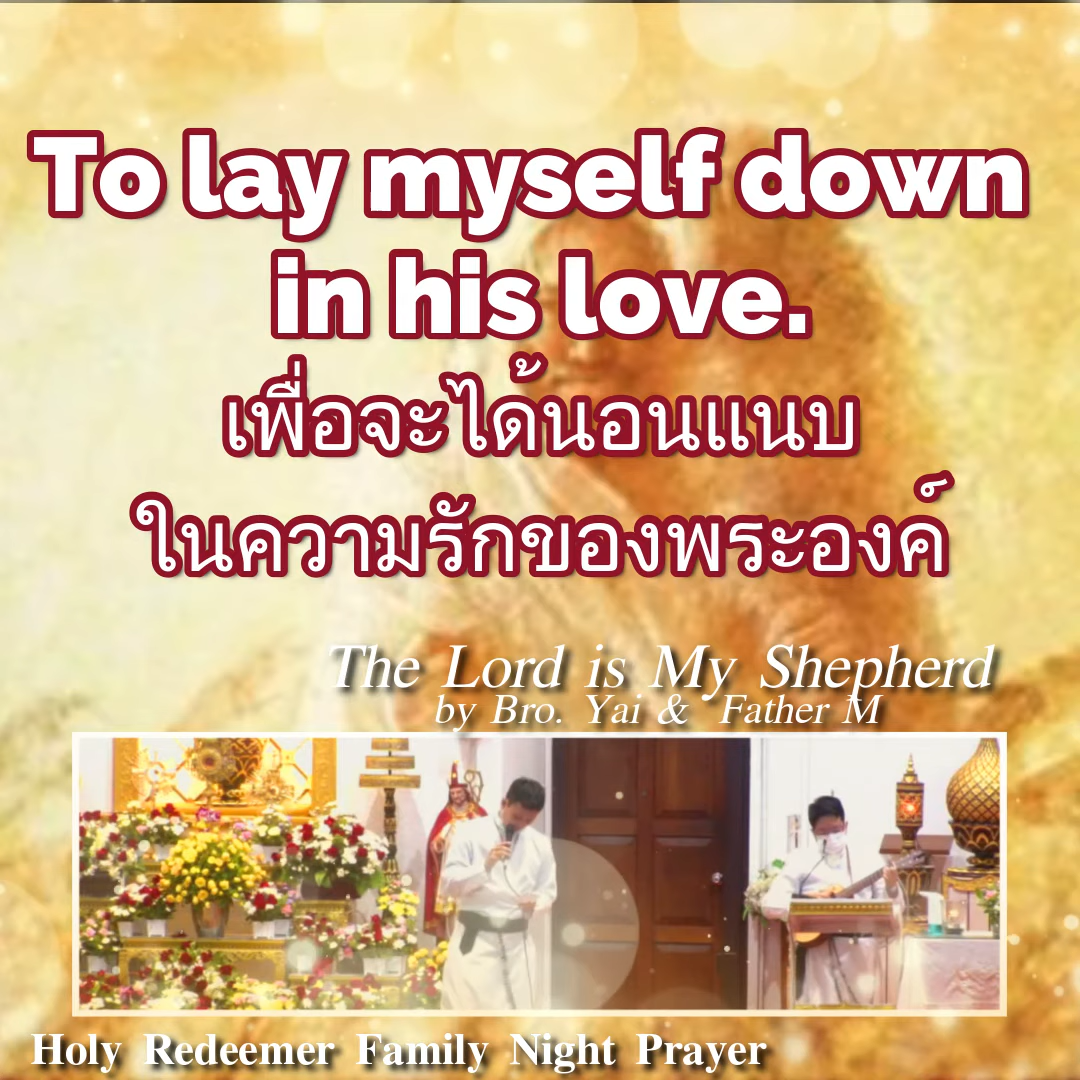 To lay myself down
in his love.
เพื่อจะได้นอนแนบ
ในความรักของพระองค์
The Lord is My Shepherd
by Bro. Yai & Father M
Holy Redeemer Family Night Prayer